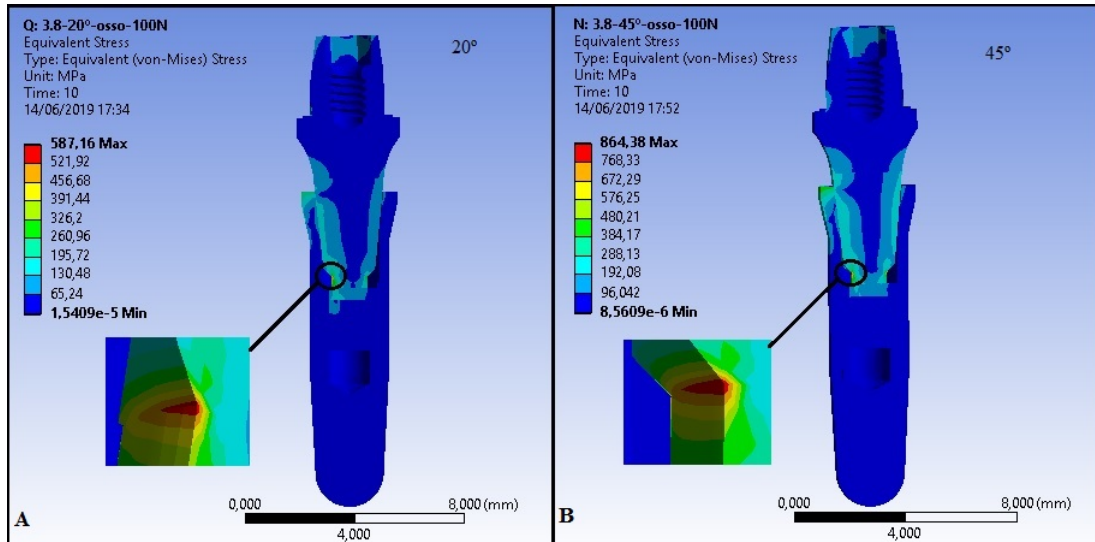 Q: 3.8-20º-osso-100N
Equivalent Stress
Type: Equivalent (von-Mises) Stress
Unit: MPa
Time: 10
14/06/2019 17:34
20º
587,16 Max
521,92
456,68
391,44
326,2
260,96
195,72
130,48
65,24
1,5409e-5 Min
0,000
8,000 (mm)
4,000
A
N: 3.8-45º-osso-100N
Equivalent Stress
Type: Equivalent (von-Mises) Stress
Unit: MPa
Time: 10
14/06/2019 17:52
45º
864,38 Max
768,33
672,29
576,25
480,21
384,17
288,13
192,08
96,042
8,5609e-6 Min
0,000
8,000 (mm)
4,000
B